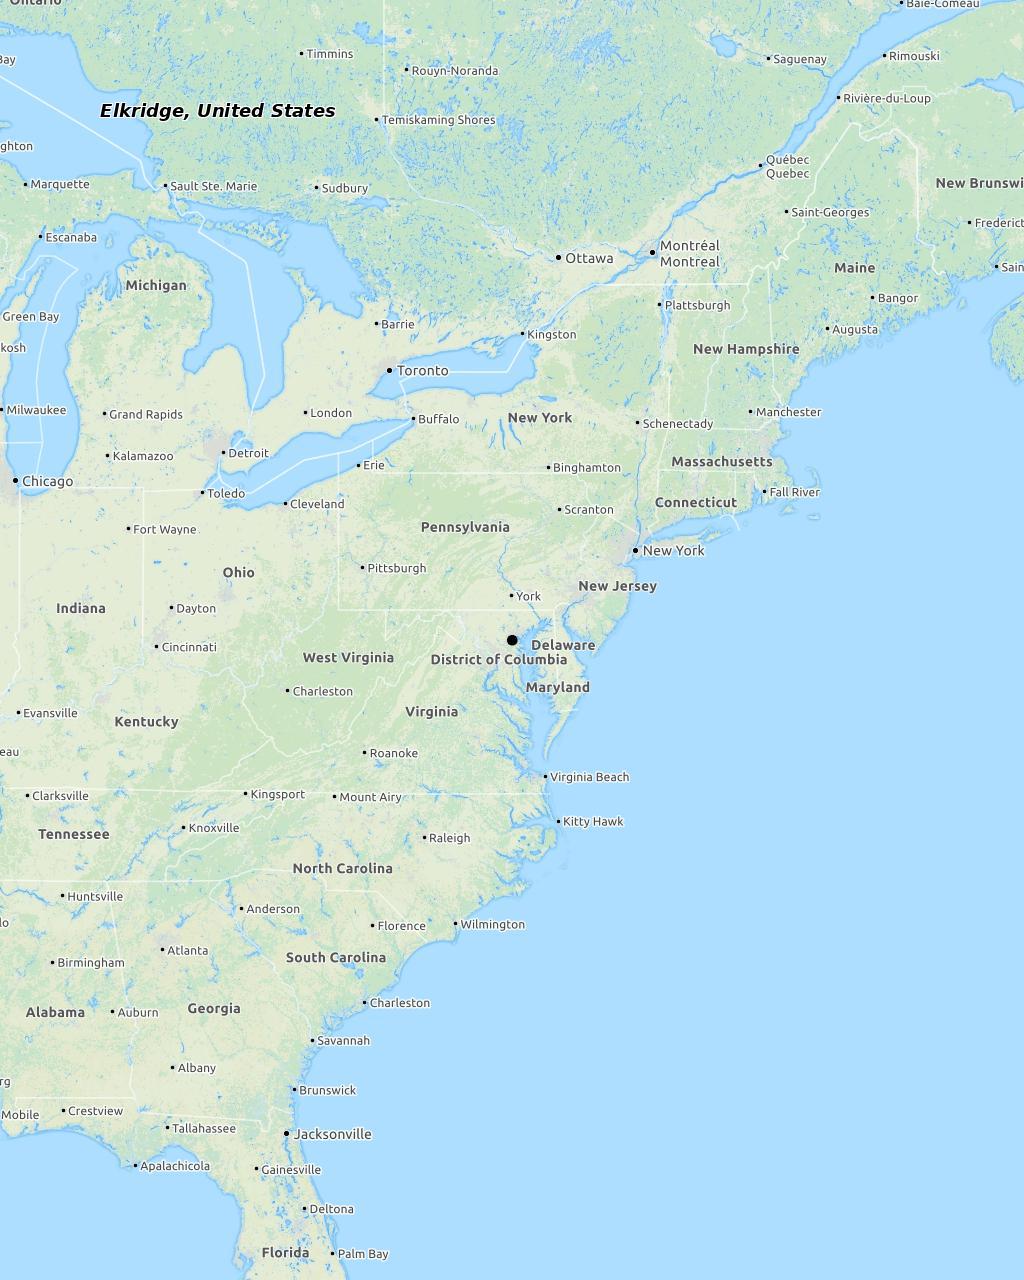 Ontario
Baie-Comeau
Timmins
Rimouski
Bay
Saguenay
Rouyn-Noranda
Rivière-du-Loup
Elkridge, United States
Temiskaming Shores
ghton
Québec
Quebec
Marquette
Sault Ste. Marie
Sudbury
New Brunswi
Saint-Georges
Frederict
Escanaba
Montréal
Montreal
Ottawa
Maine
Sain
Michigan
Bangor
Plattsburgh
Green Bay
Barrie
Augusta
Kingston
kosh
New Hampshire
Toronto
Milwaukee
Grand Rapids
London
Buffalo
New York
Schenectady
Manchester
Kalamazoo
Detroit
Erie
Binghamton
Massachusetts
Chicago
Toledo
Cleveland
Scranton
Connecticut
Fall River
Fort Wayne
Pennsylvania
New York
Ohio
Pittsburgh
New Jersey
York
Indiana
Dayton
Cincinnati
Delaware
West Virginia
District of Columbia
Charleston
Maryland
Evansville
Kentucky
Virginia
eau
Roanoke
Virginia Beach
Clarksville
Kingsport
Mount Airy
Kitty Hawk
Tennessee
Knoxville
Raleigh
North Carolina
Huntsville
Anderson
lo
Florence
Wilmington
Atlanta
South Carolina
Birmingham
Charleston
Alabama
Auburn
Georgia
Savannah
Albany
rg
Brunswick
Mobile
Crestview
Tallahassee
Jacksonville
Apalachicola
Gainesville
Deltona
Florida
Palm Bay